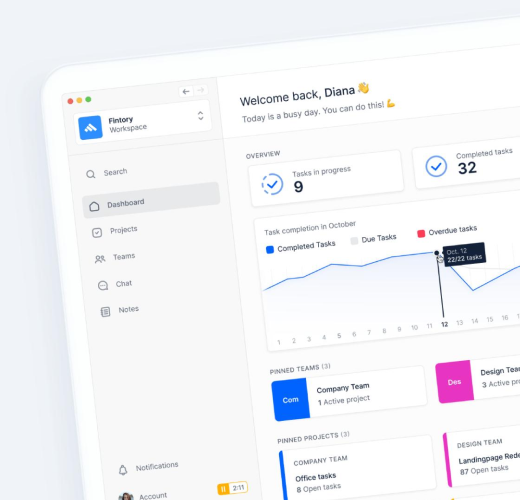 Fintory
Workspace
Search
Dashboard
Projects
Teams
Chat
Notes
Notifications
Account
2:11
Welcome back, Diana 👋
Today is a busy day. You can do this! 💪
OVERVIEW
Tasks in progress
9
Completed tasks
32
Task completion In October
Completed Tasks
Due Tasks
Overdue tasks
Oct. 12
22/22 tasks
1 2 3 4 5 6 7 8 9 10 11 12 13 14 15 16
PINNED TEAMS (3)
Com
Company Team
1 Active project
Des
Design
3 Active
PINNED PROJECTS (3)
COMPANY TEAM
Office tasks
8 Open tasks
DESIGN TEAM
Landingpage
87 Open tasks